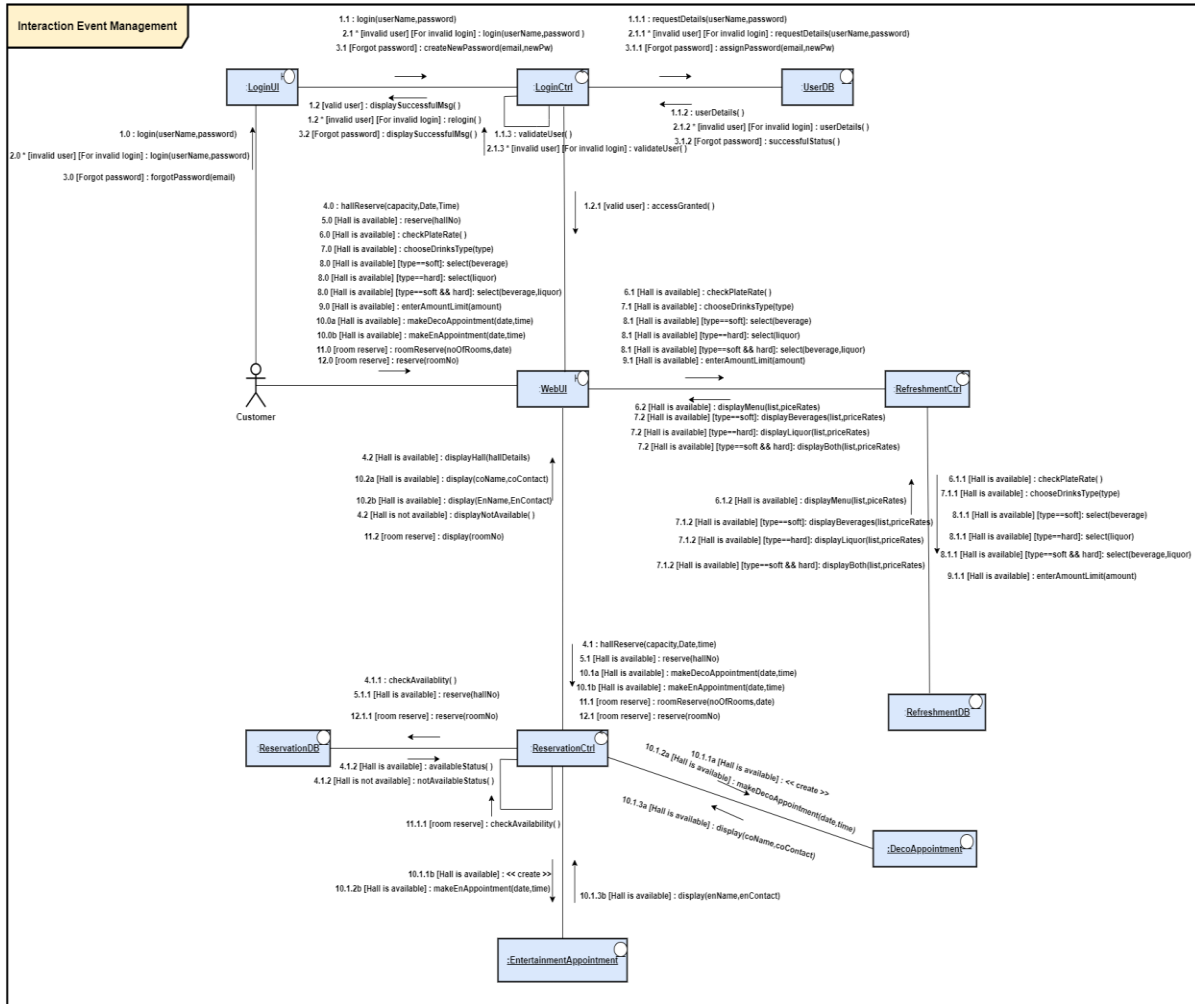 Interaction Event Management
1.1 : login(userName,password)
2.1 * [invalid user] [For invalid login] : login(userName,password )
3.1 [Forgot password] : createNewPassword(email,newPw)
1.1.1 : requestDetails(userName,password)
2.1.1 * [invalid user] [For invalid login] : requestDetails(userName,password)
3.1.1 [Forgot password] : assignPassword(email,newPw)
:LoginUI
:LoginCtrl
:UserDB
1.2 [valid user] : displaySuccessfulMsg( )
1.2 * [invalid user] [For invalid login] : relogin( )
3.2 [Forgot password] : displaySuccessfulMsg( )
1.1.3 : validateUser( )
2.1.3 * [invalid user] [For invalid login] : validateUser( )
1.1.2 : userDetails( )
2.1.2 * [invalid user] [For invalid login] : userDetails( )
3.1.2 [Forgot password] : successfulStatus( )
1.0 : login(userName,password)
2.0 * [invalid user] [For invalid login] : login(userName,password)
3.0 [Forgot password] : forgotPassword(email)
1.2.1 [valid user] : accessGranted( )
4.0 : hallReserve(capacity,Date,Time)
5.0 [Hall is available] : reserve(hallNo)
6.0 [Hall is available] : checkPlateRate( )
7.0 [Hall is available] : chooseDrinksType(type)
8.0 [Hall is available] [type==soft]: select(beverage)
8.0 [Hall is available] [type==hard]: select(liquor)
8.0 [Hall is available] [type==soft && hard]: select(beverage,liquor)
9.0 [Hall is available] : enterAmountLimit(amount)
10.0a [Hall is available] : makeDecoAppointment(date,time)
10.0b [Hall is available] : makeEnAppointment(date,time)
11.0 [room reserve] : roomReserve(noOfRooms,date)
12.0 [room reserve] : reserve(roomNo)
6.1 [Hall is available] : checkPlateRate( )
7.1 [Hall is available] : chooseDrinksType(type)
8.1 [Hall is available] [type==soft]: select(beverage)
8.1 [Hall is available] [type==hard]: select(liquor)
8.1 [Hall is available] [type==soft && hard]: select(beverage,liquor)
9.1 [Hall is available] : enterAmountLimit(amount)
Customer
:WebUI
:RefreshmentCtrl
6.2 [Hall is available] : displayMenu(list,piceRates)
7.2 [Hall is available] [type==soft]: displayBeverages(list,priceRates)
7.2 [Hall is available] [type==hard]: displayLiquor(list,priceRates)
7.2 [Hall is available] [type==soft && hard]: displayBoth(list,priceRates)
4.2 [Hall is available] : displayHall(hallDetails)
10.2a [Hall is available] : display(coName,coContact)
10.2b [Hall is available] : display(EnName,EnContact)
4.2 [Hall is not available] : displayNotAvailable( )
11.2 [room reserve] : display(roomNo)
6.1.2 [Hall is available] : displayMenu(list,piceRates)
7.1.2 [Hall is available] [type==soft]: displayBeverages(list,priceRates)
7.1.2 [Hall is available] [type==hard]: displayLiquor(list,priceRates)
7.1.2 [Hall is available] [type==soft && hard]: displayBoth(list,priceRates)
6.1.1 [Hall is available] : checkPlateRate( )
7.1.1 [Hall is available] : chooseDrinksType(type)
8.1.1 [Hall is available] [type==soft]: select(beverage)
8.1.1 [Hall is available] [type==hard]: select(liquor)
8.1.1 [Hall is available] [type==soft && hard]: select(beverage,liquor)
9.1.1 [Hall is available] : enterAmountLimit(amount)
4.1 : hallReserve(capacity,Date,time)
5.1 [Hall is available] : reserve(hallNo)
10.1a [Hall is available] : makeDecoAppointment(date,time)
10.1b [Hall is available] : makeEnAppointment(date,time)
11.1 [room reserve] : roomReserve(noOfRooms,date)
12.1 [room reserve] : reserve(roomNo)
4.1.1 : checkAvailablity( )
5.1.1 [Hall is available] : reserve(hallNo)
12.1.1 [room reserve] : reserve(roomNo)
:RefreshmentDB
:ReservationDB
:ReservationCtrl
4.1.2 [Hall is available] : availableStatus( )
4.1.2 [Hall is not available] : notAvailableStatus( )
11.1.1 [room reserve] : checkAvailability( )
10.1.1a [Hall is available] : << create >>
10.1.2a [Hall is available] : makeDecoAppointment(date,time)
10.1.3a [Hall is available] : display(coName,coContact)
:DecoAppointment
10.1.1b [Hall is available] : << create >>
10.1.2b [Hall is available] : makeEnAppointment(date,time)
10.1.3b [Hall is available] : display(enName,enContact)
:EntertainmentAppointment